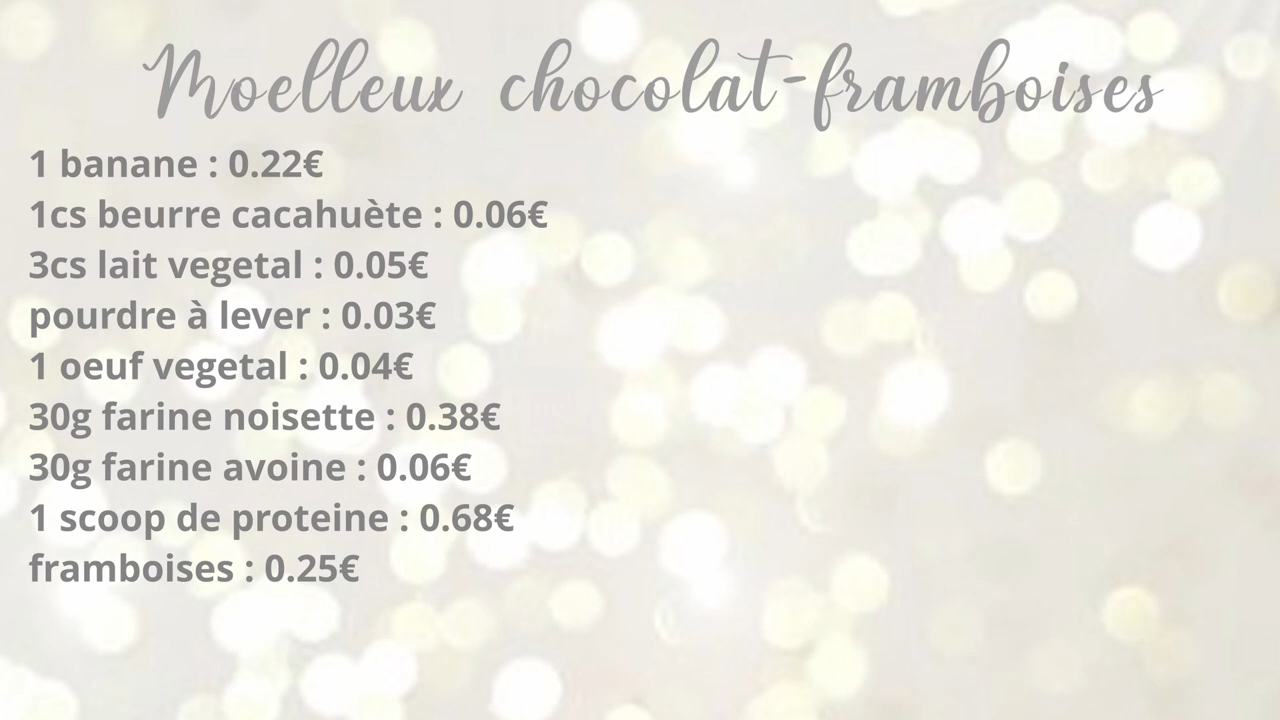 Moelleux chocolat-framboises
1 banane : 0.22€
1cs beurre cacahuète : 0.06€
3cs lait vegetal : 0.05€
pourdre à lever : 0.03€
1 oeuf vegetal : 0.04€
30g farine noisette : 0.38€
30g farine avoine : 0.06€
1 scoop de proteine : 0.68€
framboises : 0.25€